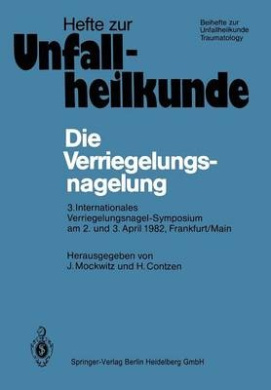 Hefte zur
Beihefte zur
Unfallheilkunde
Traumatology
Unfall-
heilkunde
Die
Verriegelungs-
nagelung
3. Internationales
Verriegelungsnagel-Symposium
am 2. und 3. April 1982, Frankfurt/Main
Herausgegeben von
J. Mockwitz und H. Contzen
Springer-Verlag Berlin Heidelberg GmbH